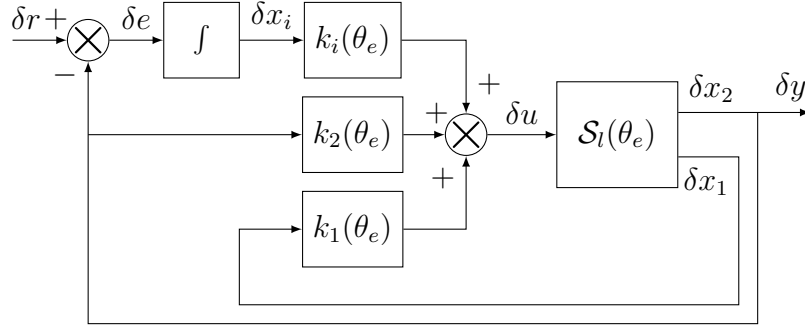 δr + δe ∫ δx_i k_i(θ_e)
−
+
k_2(θ_e) + δu S_l(θ_e) δx_2 δy
+
k_1(θ_e) δx_1